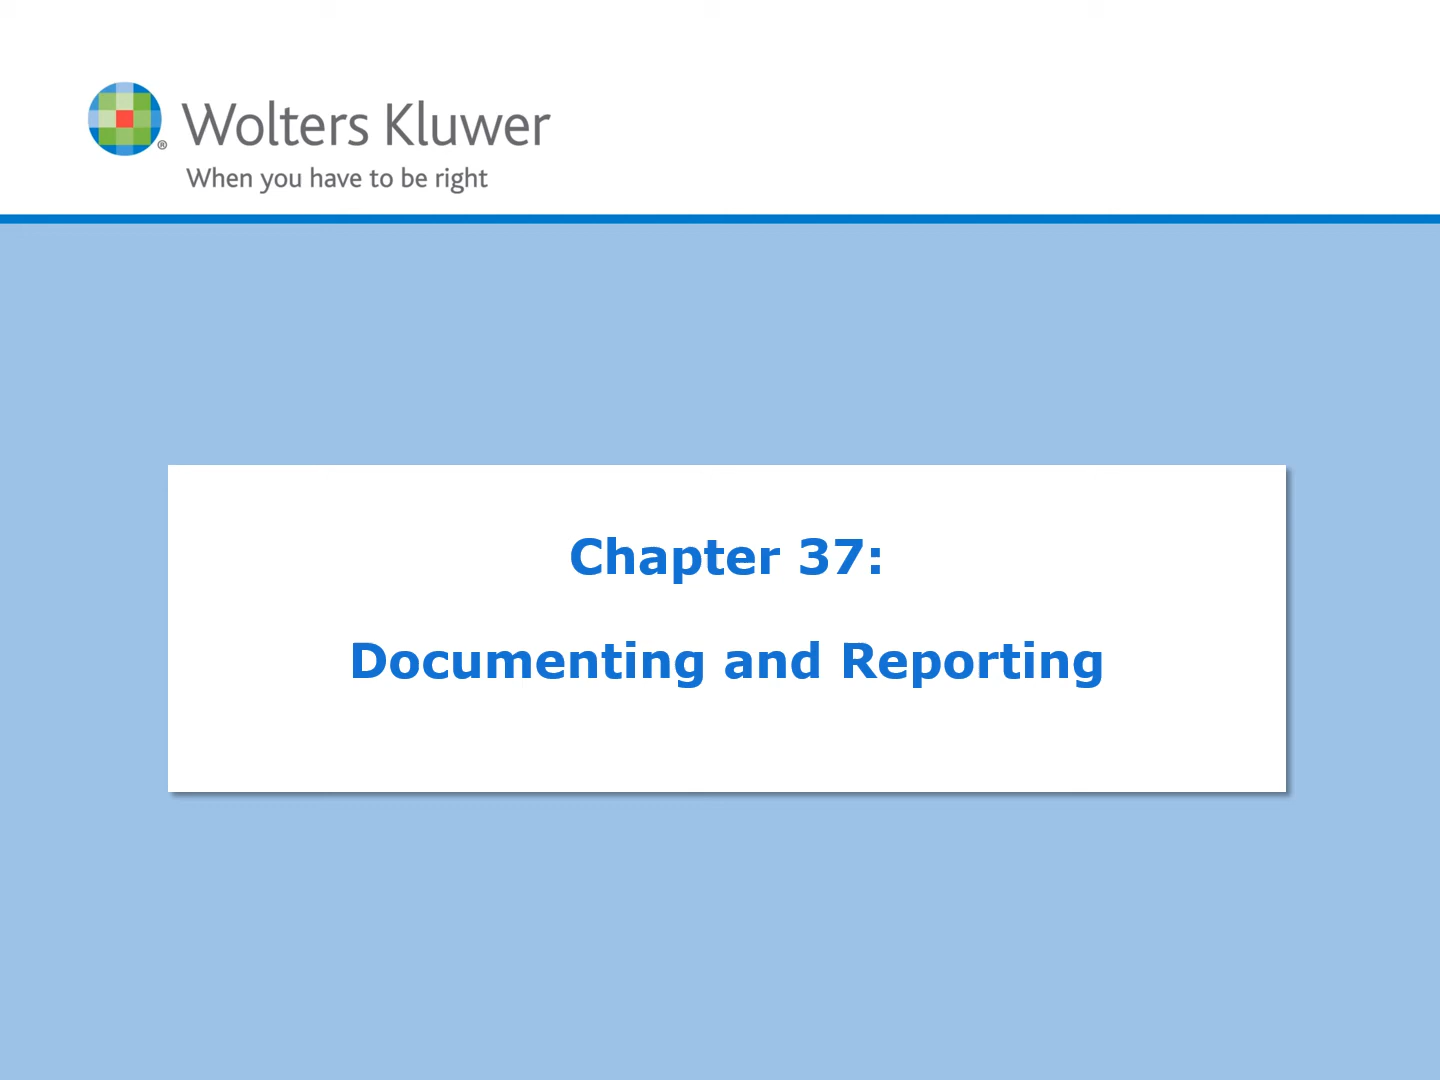 Wolters Kluwer
®
When you have to be right
Chapter 37:
Documenting and Reporting